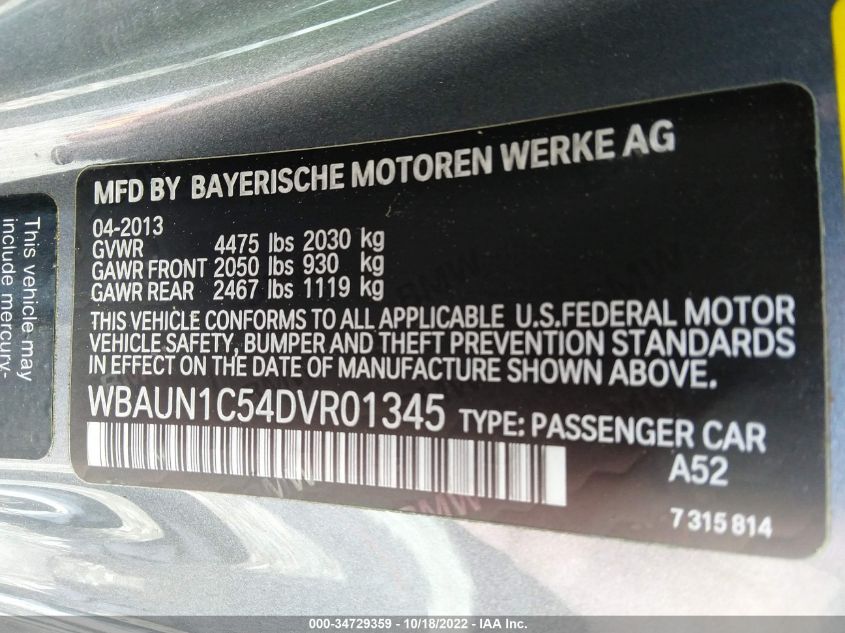 MFD BY BAYERISCHE MOTOREN WERKE AG
04-2013
GVWR 4475 lbs 2030 kg
GAWR FRONT 2050 lbs 930 kg
GAWR REAR 2467 lbs 1119 kg
THIS VEHICLE CONFORMS TO ALL APPLICABLE U.S.FEDERAL MOTOR
VEHICLE SAFETY, BUMPER AND THEFT PREVENTION STANDARDS
IN EFFECT ON THE DATE OF MANUFACTURE SHOWN ABOVE.
WBAUN1C54DVR01345 TYPE: PASSENGER CAR
A52
7 315 814
This vehicle may
include mercury-
000-34729359 - 10/18/2022 - IAA Inc.